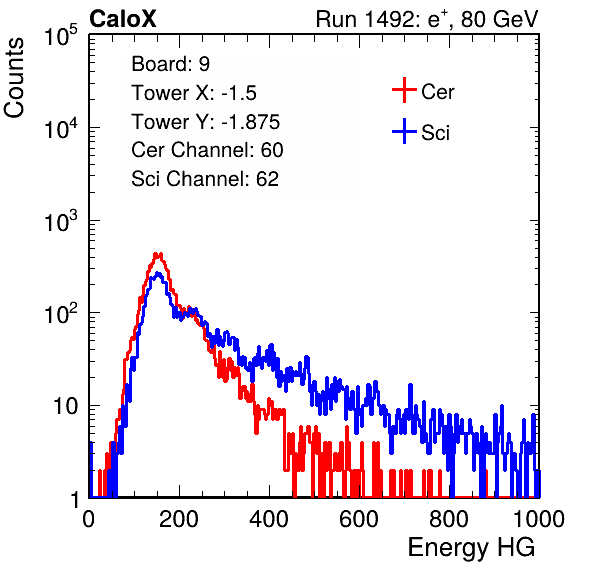 CaloX Run 1492: e⁺, 80 GeV
Counts
Board: 9
Tower X: -1.5
Tower Y: -1.875
Cer Channel: 60
Sci Channel: 62
Cer
Sci
10⁵
10⁴
10³
10²
10
1
0 200 400 600 800 1000
Energy HG